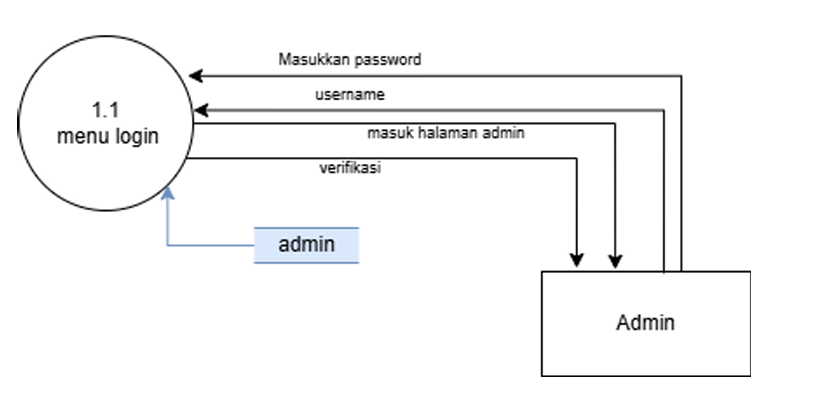 Masukkan password
username
1.1
menu login
masuk halaman admin
verifikasi
admin
Admin